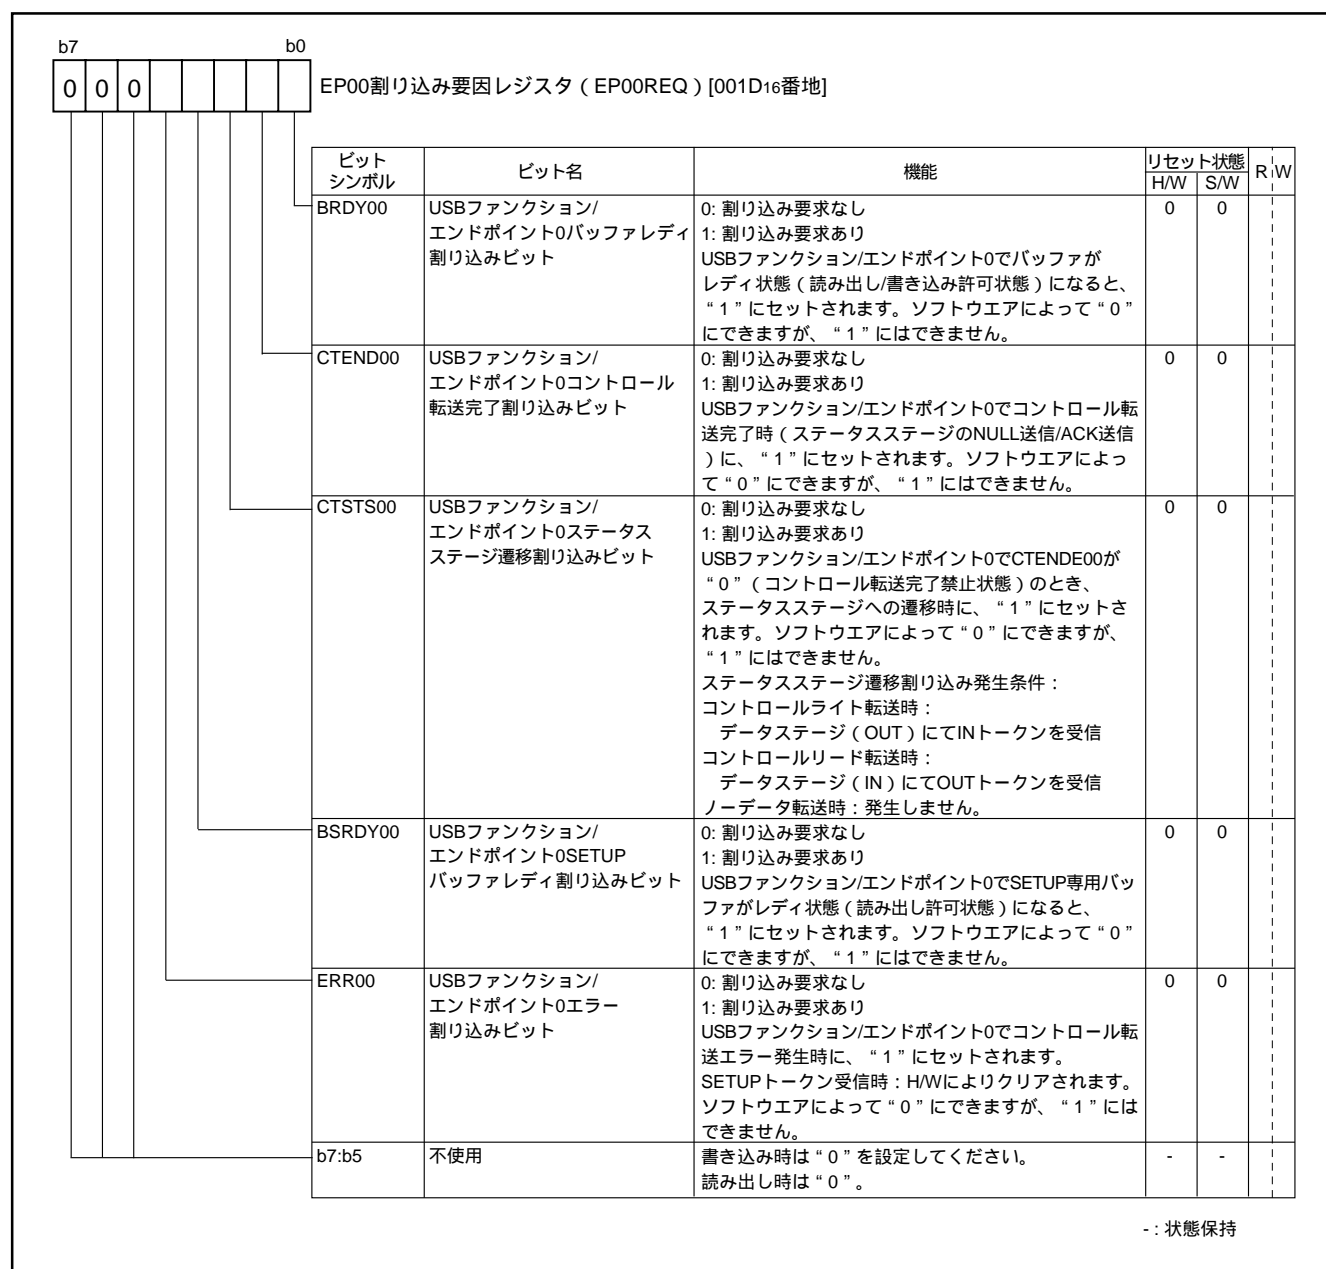 b7 b0
0 0 0
EP00割り込み要因レジスタ（EP00REQ）[001D16番地]
ビット
シンボル
ビット名
機能
リセット状態
H/W S/W
R W
BRDY00
USBファンクション/
エンドポイント0バッファレディ
割り込みビット
0: 割り込み要求なし
1: 割り込み要求あり
USBファンクション/エンドポイント0でバッファが
レディ状態（読み出し/書き込み許可状態）になると、
“1”にセットされます。ソフトウエアによって“0”
にできますが、“1”にはできません。
0 0
CTEND00
USBファンクション/
エンドポイント0コントロール
転送完了割り込みビット
0: 割り込み要求なし
1: 割り込み要求あり
USBファンクション/エンドポイント0でコントロール転
送完了時（ステータスステージのNULL送信/ACK送信
）に、“1”にセットされます。ソフトウエアによっ
て“0”にできますが、“1”にはできません。
0 0
CTSTS00
USBファンクション/
エンドポイント0ステータス
ステージ遷移割り込みビット
0: 割り込み要求なし
1: 割り込み要求あり
USBファンクション/エンドポイント0でCTENDE00が
“0”（コントロール転送完了禁止状態）のとき、
ステータスステージへの遷移時に、“1”にセットさ
れます。ソフトウエアによって“0”にできますが、
“1”にはできません。
ステータスステージ遷移割り込み発生条件：
コントロールライト転送時：
データステージ（OUT）にてINトークンを受信
コントロールリード転送時：
データステージ（IN）にてOUTトークンを受信
ノーデータ転送時：発生しません。
0 0
BSRDY00
USBファンクション/
エンドポイント0SETUP
バッファレディ割り込みビット
0: 割り込み要求なし
1: 割り込み要求あり
USBファンクション/エンドポイント0でSETUP専用バッ
ファがレディ状態（読み出し許可状態）になると、
“1”にセットされます。ソフトウエアによって“0”
にできますが、“1”にはできません。
0 0
ERR00
USBファンクション/
エンドポイント0エラー
割り込みビット
0: 割り込み要求なし
1: 割り込み要求あり
USBファンクション/エンドポイント0でコントロール転
送エラー発生時に、“1”にセットされます。
SETUPトークン受信時：H/Wによりクリアされます。
ソフトウエアによって“0”にできますが、“1”には
できません。
0 0
b7:b5
不使用
書き込み時は“0”を設定してください。
読み出し時は“0”。
- -
- : 状態保持